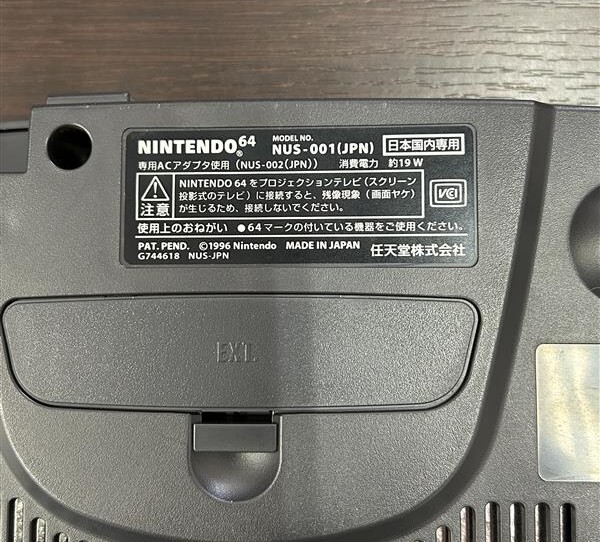 NINTENDO64® MODEL NO. NUS-001(JPN) 日本国内専用
専用ACアダプタ使用(NUS-002(JPN)) 消費電力 約19W
注意
NINTENDO 64をプロジェクションテレビ(スクリーン
投影式のテレビ)に接続すると、残像現象(画面ヤケ)
が生じるため、接続しないでください。
VCI
使用上のおねがい ●64マークの付いている機器をご使用ください。
PAT. PEND. ©1996 Nintendo MADE IN JAPAN 任天堂株式会社
G744618 NUS-JPN
EXT.